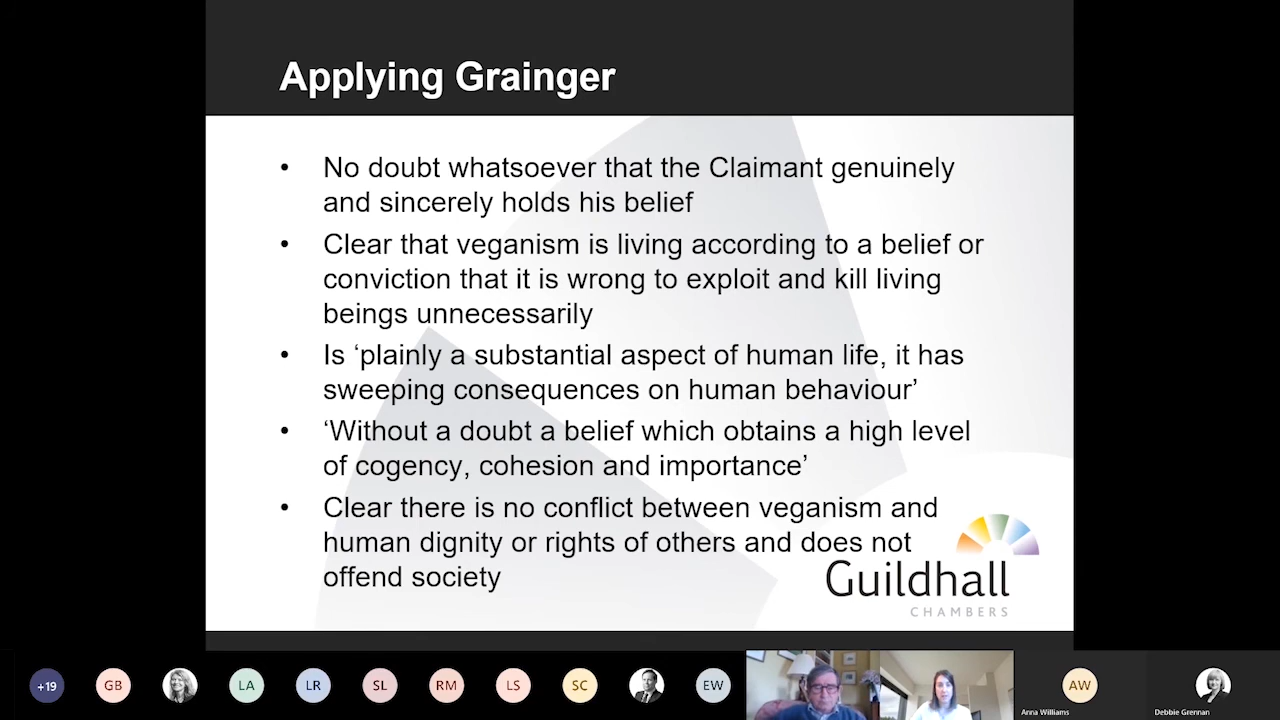 Applying Grainger
• No doubt whatsoever that the Claimant genuinely
and sincerely holds his belief
• Clear that veganism is living according to a belief or
conviction that it is wrong to exploit and kill living
beings unnecessarily
• Is ‘plainly a substantial aspect of human life, it has
sweeping consequences on human behaviour’
• ‘Without a doubt a belief which obtains a high level
of cogency, cohesion and importance’
• Clear there is no conflict between veganism and
human dignity or rights of others and does not
offend society
Guildhall
CHAMBERS
+19 GB LA LR SL RM LS SC EW AW
Anna Williams Debbie Grennan